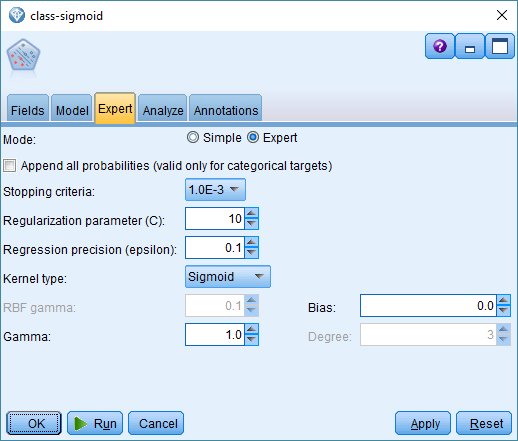 class-sigmoid
Fields Model Expert Analyze Annotations
Mode: Simple Expert
Append all probabilities (valid only for categorical targets)
Stopping criteria: 1.0E-3
Regularization parameter (C): 10
Regression precision (epsilon): 0.1
Kernel type: Sigmoid
RBF gamma: 0.1 Bias: 0.0
Gamma: 1.0 Degree: 3
OK Run Cancel Apply Reset